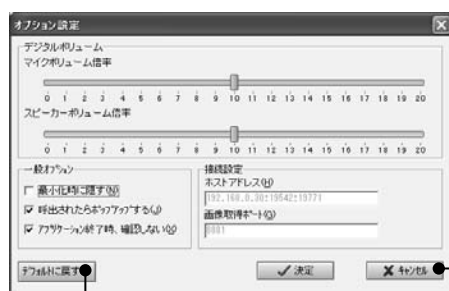 オプション設定
デジタルボリューム
マイクボリューム倍率
0 1 2 3 4 5 6 7 8 9 10 11 12 13 14 15 16 17 18 19 20
スピーカーボリューム倍率
0 1 2 3 4 5 6 7 8 9 10 11 12 13 14 15 16 17 18 19 20
一般オプション
最小化時に隠す(N)
呼出されたらポップアップする(J)
アプリケーション終了時、確認しない(X)
接続設定
ホストアドレス(H)
192.168.0.30:19542:19771
画像取得ポート(G)
8081
デフォルトに戻す
決定
キャンセル